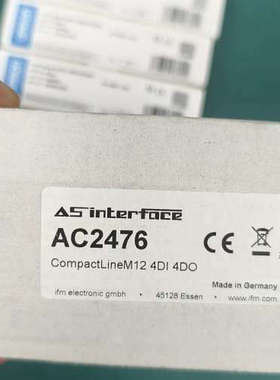 AS interface
AC2476
CompactLineM12 4DI 4DO
CE
Made in Germany
ifm electronic gmbh • 45128 Essen • www.ifm.com